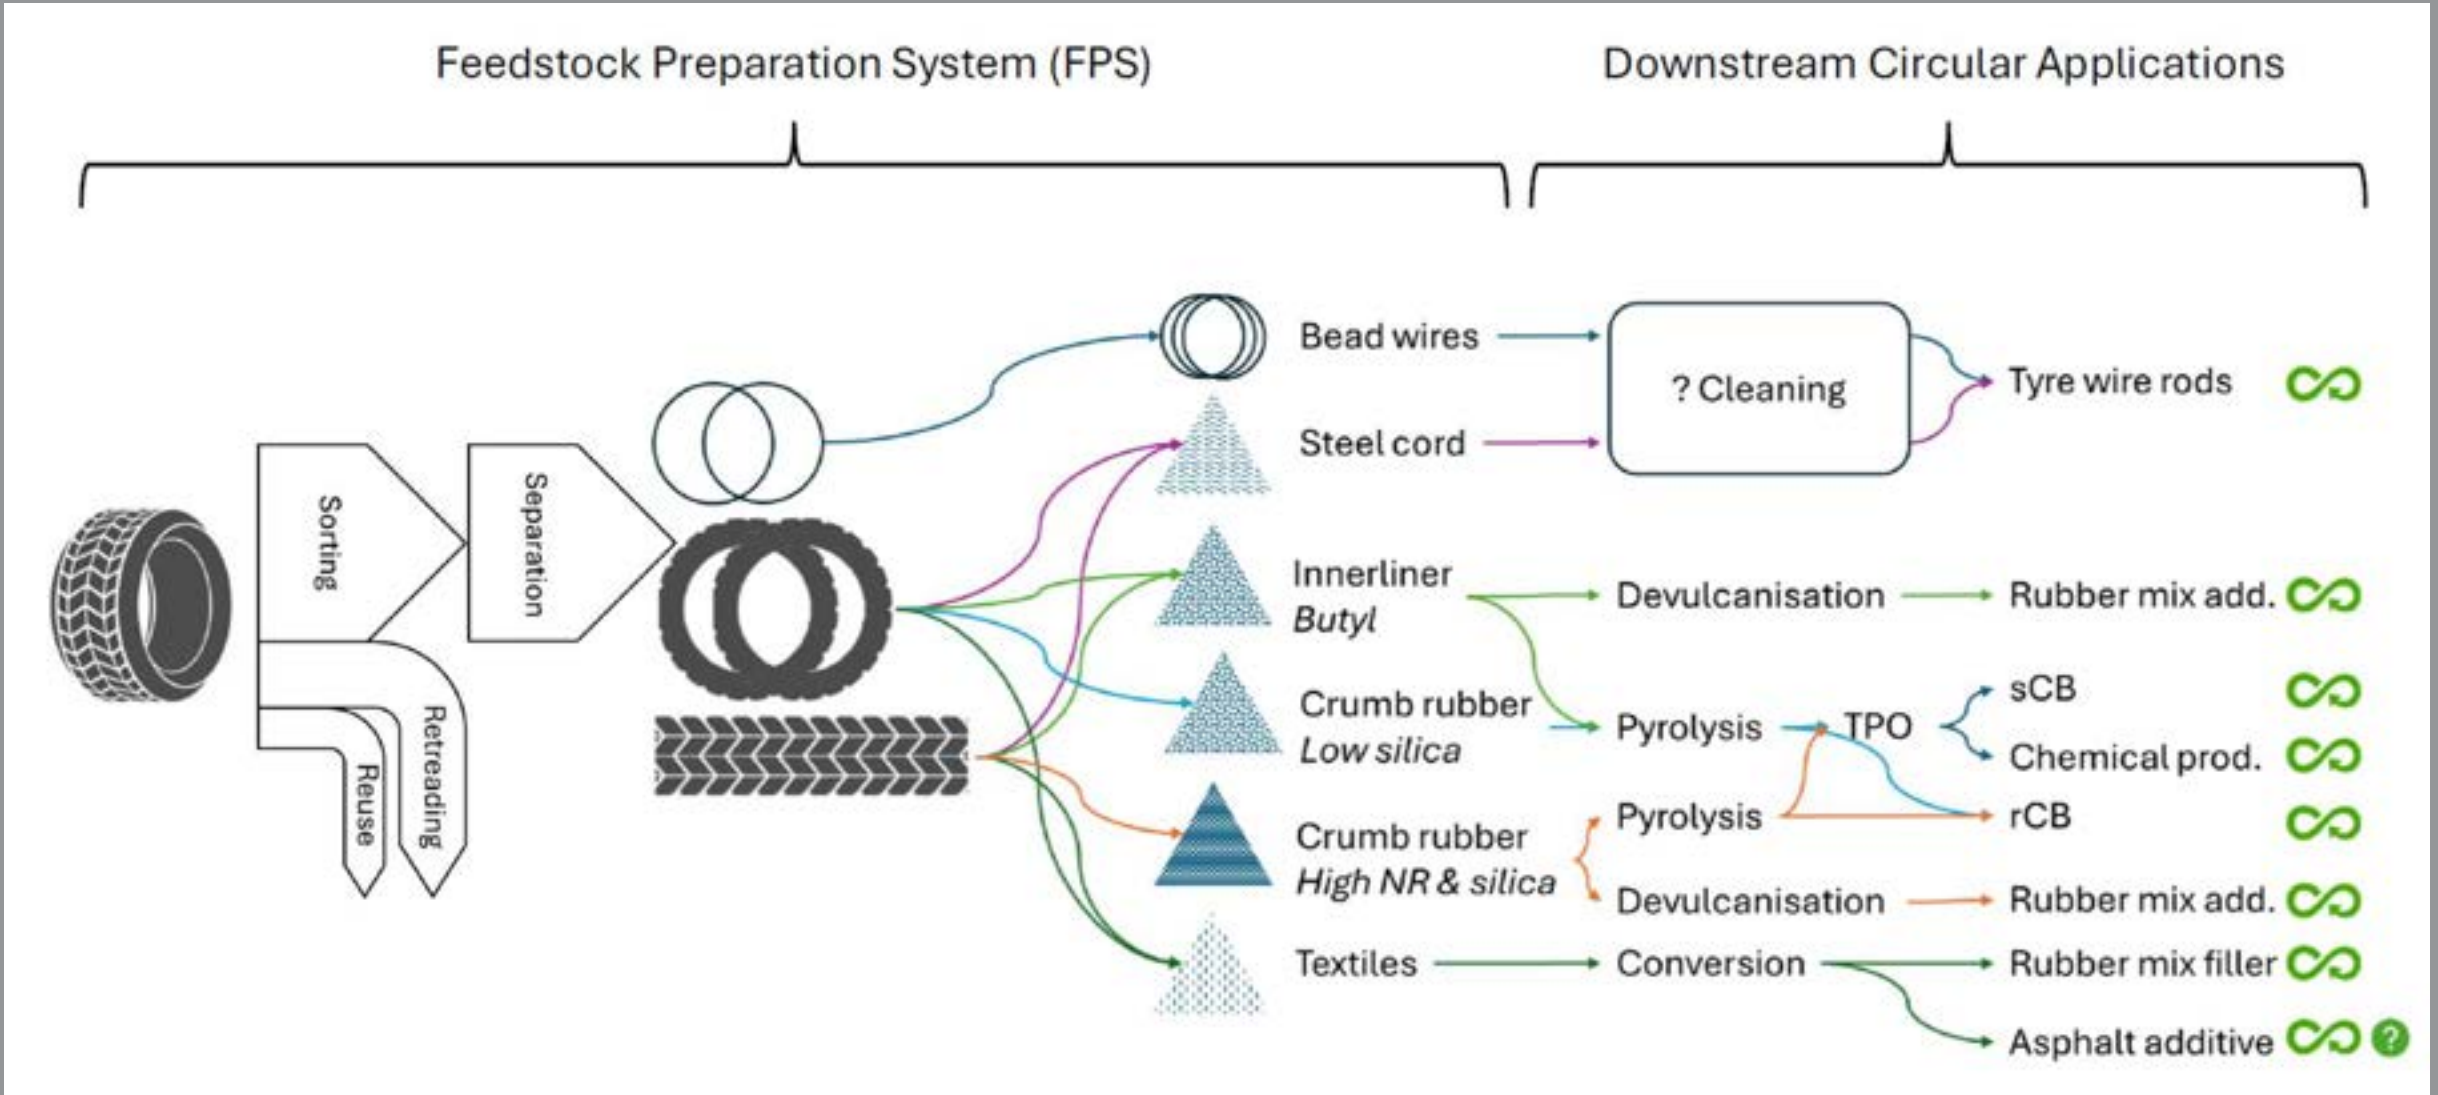 Feedstock Preparation System (FPS)
Downstream Circular Applications
Sorting
Separation
Reuse
Retreading
Bead wires
Steel cord
Innerliner
Butyl
Crumb rubber
Low silica
Crumb rubber
High NR & silica
Textiles
? Cleaning
Tyre wire rods
Devulcanisation
Rubber mix add.
Pyrolysis
TPO
sCB
Chemical prod.
Pyrolysis
rCB
Devulcanisation
Rubber mix add.
Conversion
Rubber mix filler
Asphalt additive
?